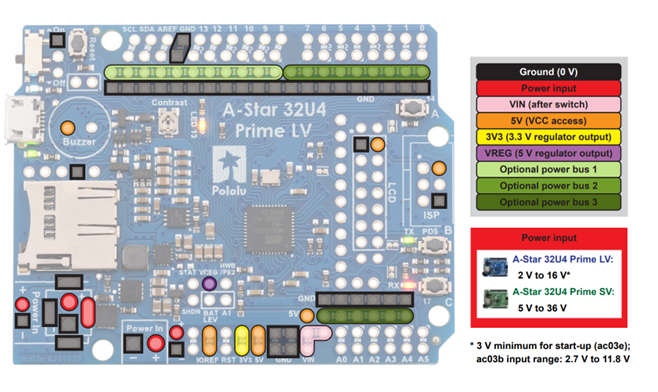 SCL SDA AREF GND 13 12 11 10 9 8 7 6 5 4 3 2 1 0
On
Reset
Off
GND
14
A
Contrast
LED 13
A-Star 32U4
Prime LV
Buzzer
Pololu
LCD
ISP
B
TX PD5
RX
17
C
HWB
STAT VREG /PE2
SHDN
BAT A1
LEV
5V
Power In
Power In
IOREF RST 3V3 5V GND VIN A0 A1 A2 A3 A4 A5
Ground (0 V)
Power input
VIN (after switch)
5V (VCC access)
3V3 (3.3 V regulator output)
VREG (5 V regulator output)
Optional power bus 1
Optional power bus 2
Optional power bus 3
Power input
A-Star 32U4 Prime LV:
2 V to 16 V*
A-Star 32U4 Prime SV:
5 V to 36 V
* 3 V minimum for start-up (ac03e);
ac03b input range: 2.7 V to 11.8 V